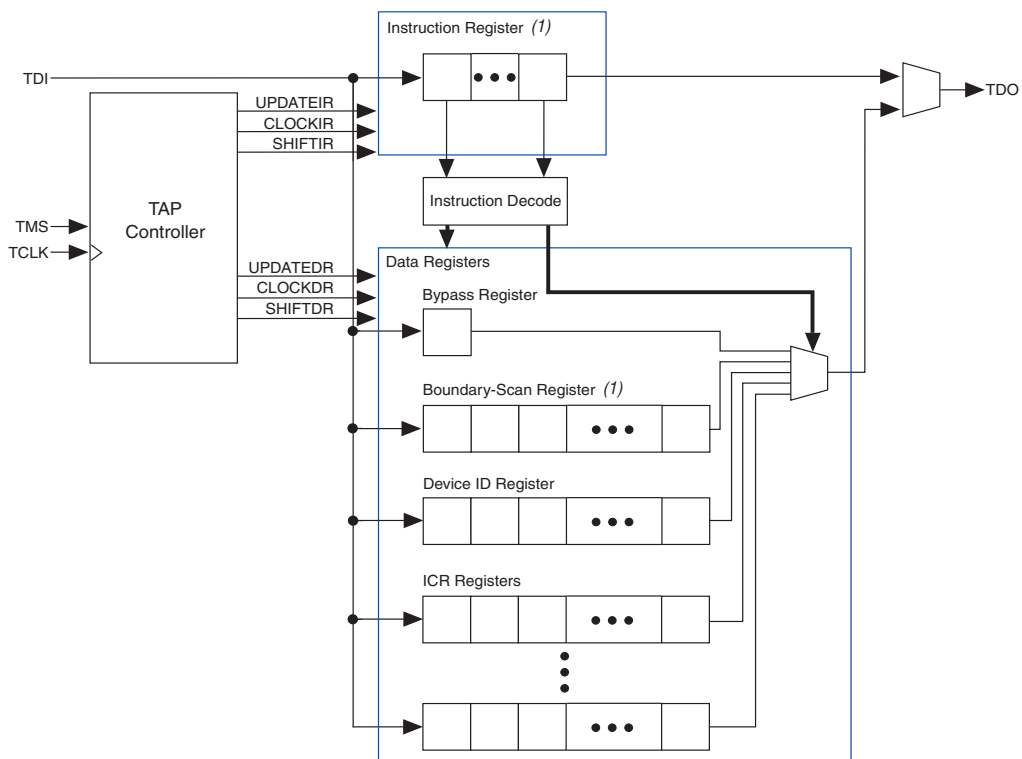 Instruction Register (1)
TDI
UPDATEIR
CLOCKIR
SHIFTIR
TDO
TAP
Controller
TMS
TCLK
Instruction Decode
UPDATEDR
CLOCKDR
SHIFTDR
Data Registers
Bypass Register
Boundary-Scan Register (1)
Device ID Register
ICR Registers